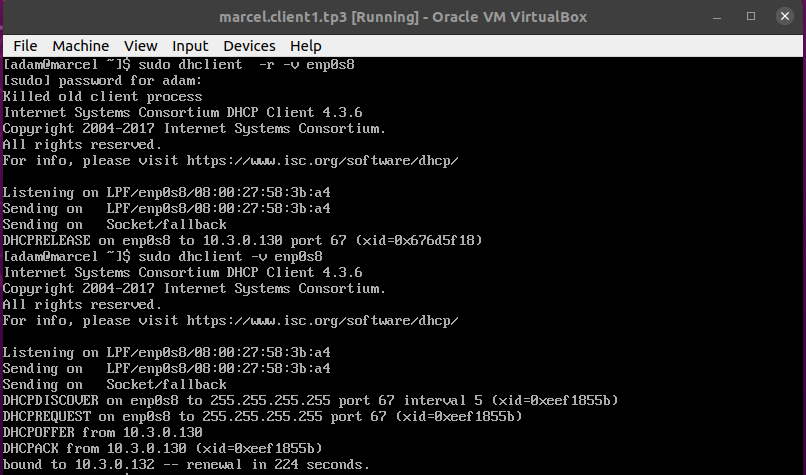 marcel.client1.tp3 [Running] - Oracle VM VirtualBox
File Machine View Input Devices Help
[adam@marcel ~]$ sudo dhclient  -r -v enp0s8
[sudo] password for adam:
Killed old client process
Internet Systems Consortium DHCP Client 4.3.6
Copyright 2004-2017 Internet Systems Consortium.
All rights reserved.
For info, please visit https://www.isc.org/software/dhcp/
Listening on LPF/enp0s8/08:00:27:58:3b:a4
Sending on   LPF/enp0s8/08:00:27:58:3b:a4
Sending on   Socket/fallback
DHCPRELEASE on enp0s8 to 10.3.0.130 port 67 (xid=0x676d5f18)
[adam@marcel ~]$ sudo dhclient -v enp0s8
Internet Systems Consortium DHCP Client 4.3.6
Copyright 2004-2017 Internet Systems Consortium.
All rights reserved.
For info, please visit https://www.isc.org/software/dhcp/
Listening on LPF/enp0s8/08:00:27:58:3b:a4
Sending on   LPF/enp0s8/08:00:27:58:3b:a4
Sending on   Socket/fallback
DHCPDISCOVER on enp0s8 to 255.255.255.255 port 67 interval 5 (xid=0xeef1855b)
DHCPREQUEST on enp0s8 to 255.255.255.255 port 67 (xid=0xeef1855b)
DHCPOFFER from 10.3.0.130
DHCPACK from 10.3.0.130 (xid=0xeef1855b)
bound to 10.3.0.132 -- renewal in 224 seconds.